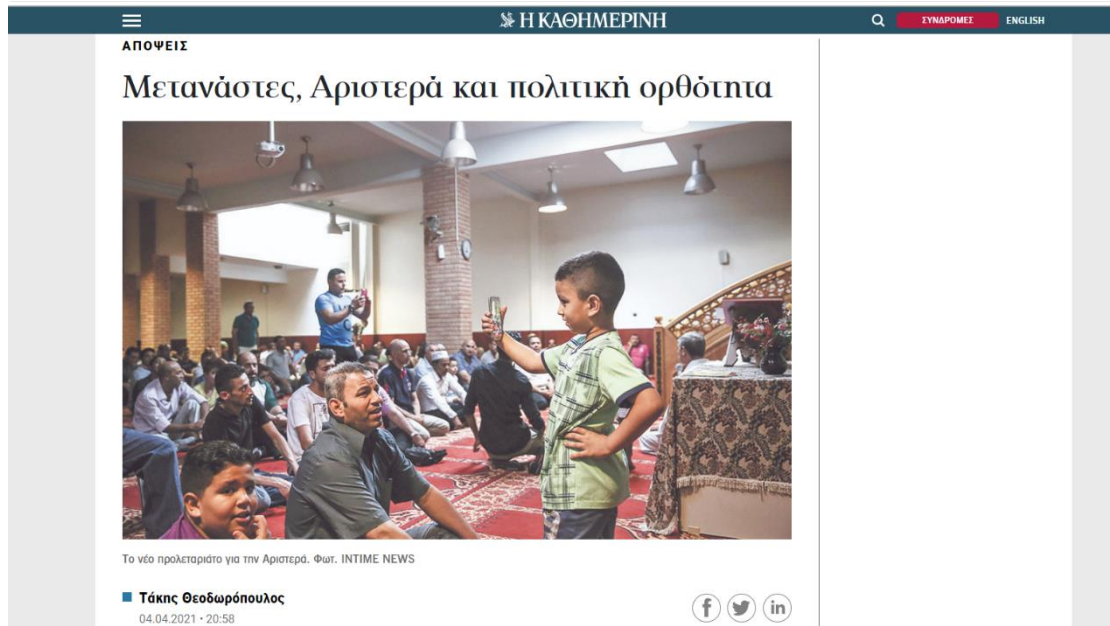 Η ΚΑΘΗΜΕΡΙΝΗ
ΣΥΝΔΡΟΜΕΣ
ENGLISH
ΑΠΟΨΕΙΣ
Μετανάστες, Αριστερά και πολιτική ορθότητα
Το νέο προλεταριάτο για την Αριστερά. Φωτ. INTIME NEWS
Τάκης Θεοδωρόπουλος
04.04.2021 • 20:58